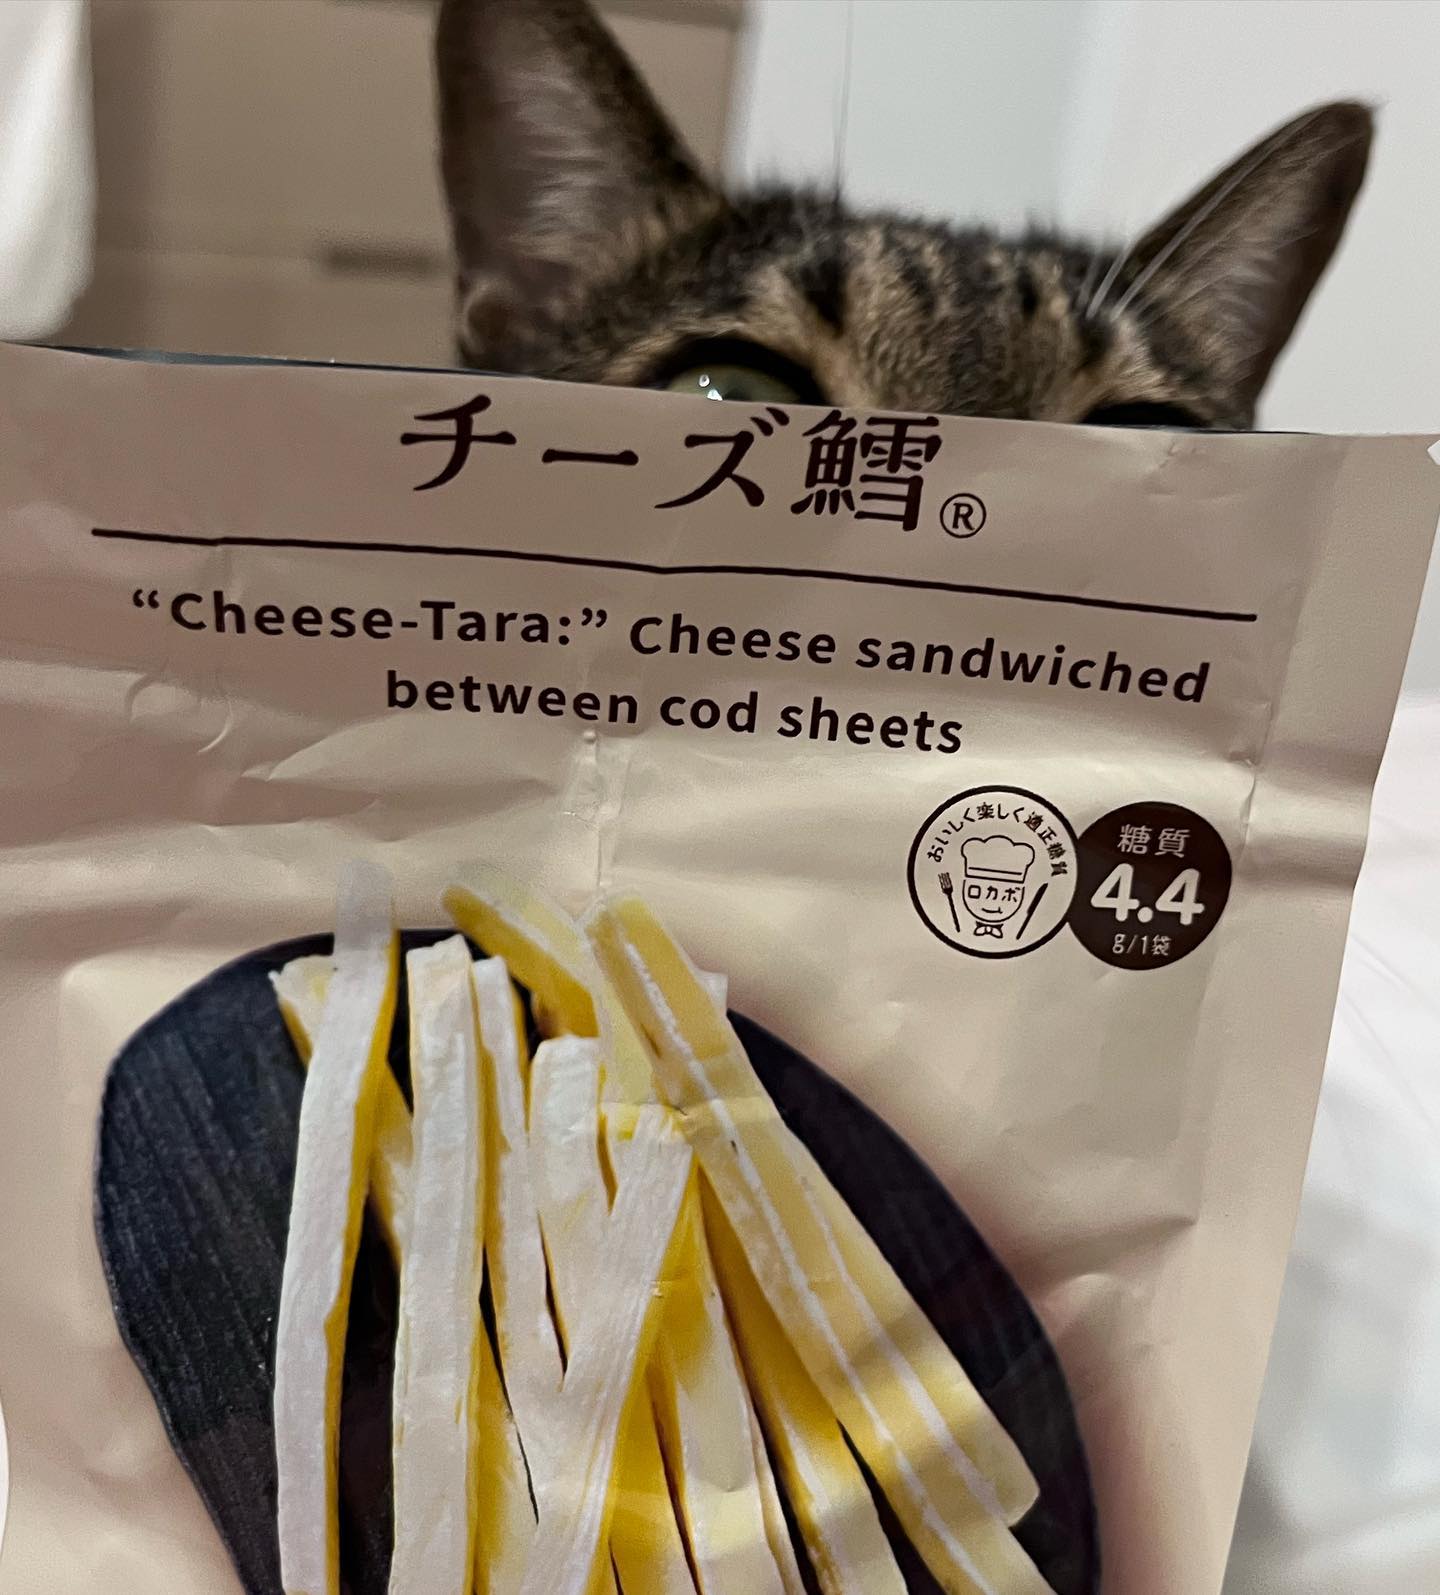 チーズ鱈®
“Cheese-Tara:” Cheese sandwiched
between cod sheets
おいしく楽しく適正糖質
ロカボ
糖質
4.4
g/1袋